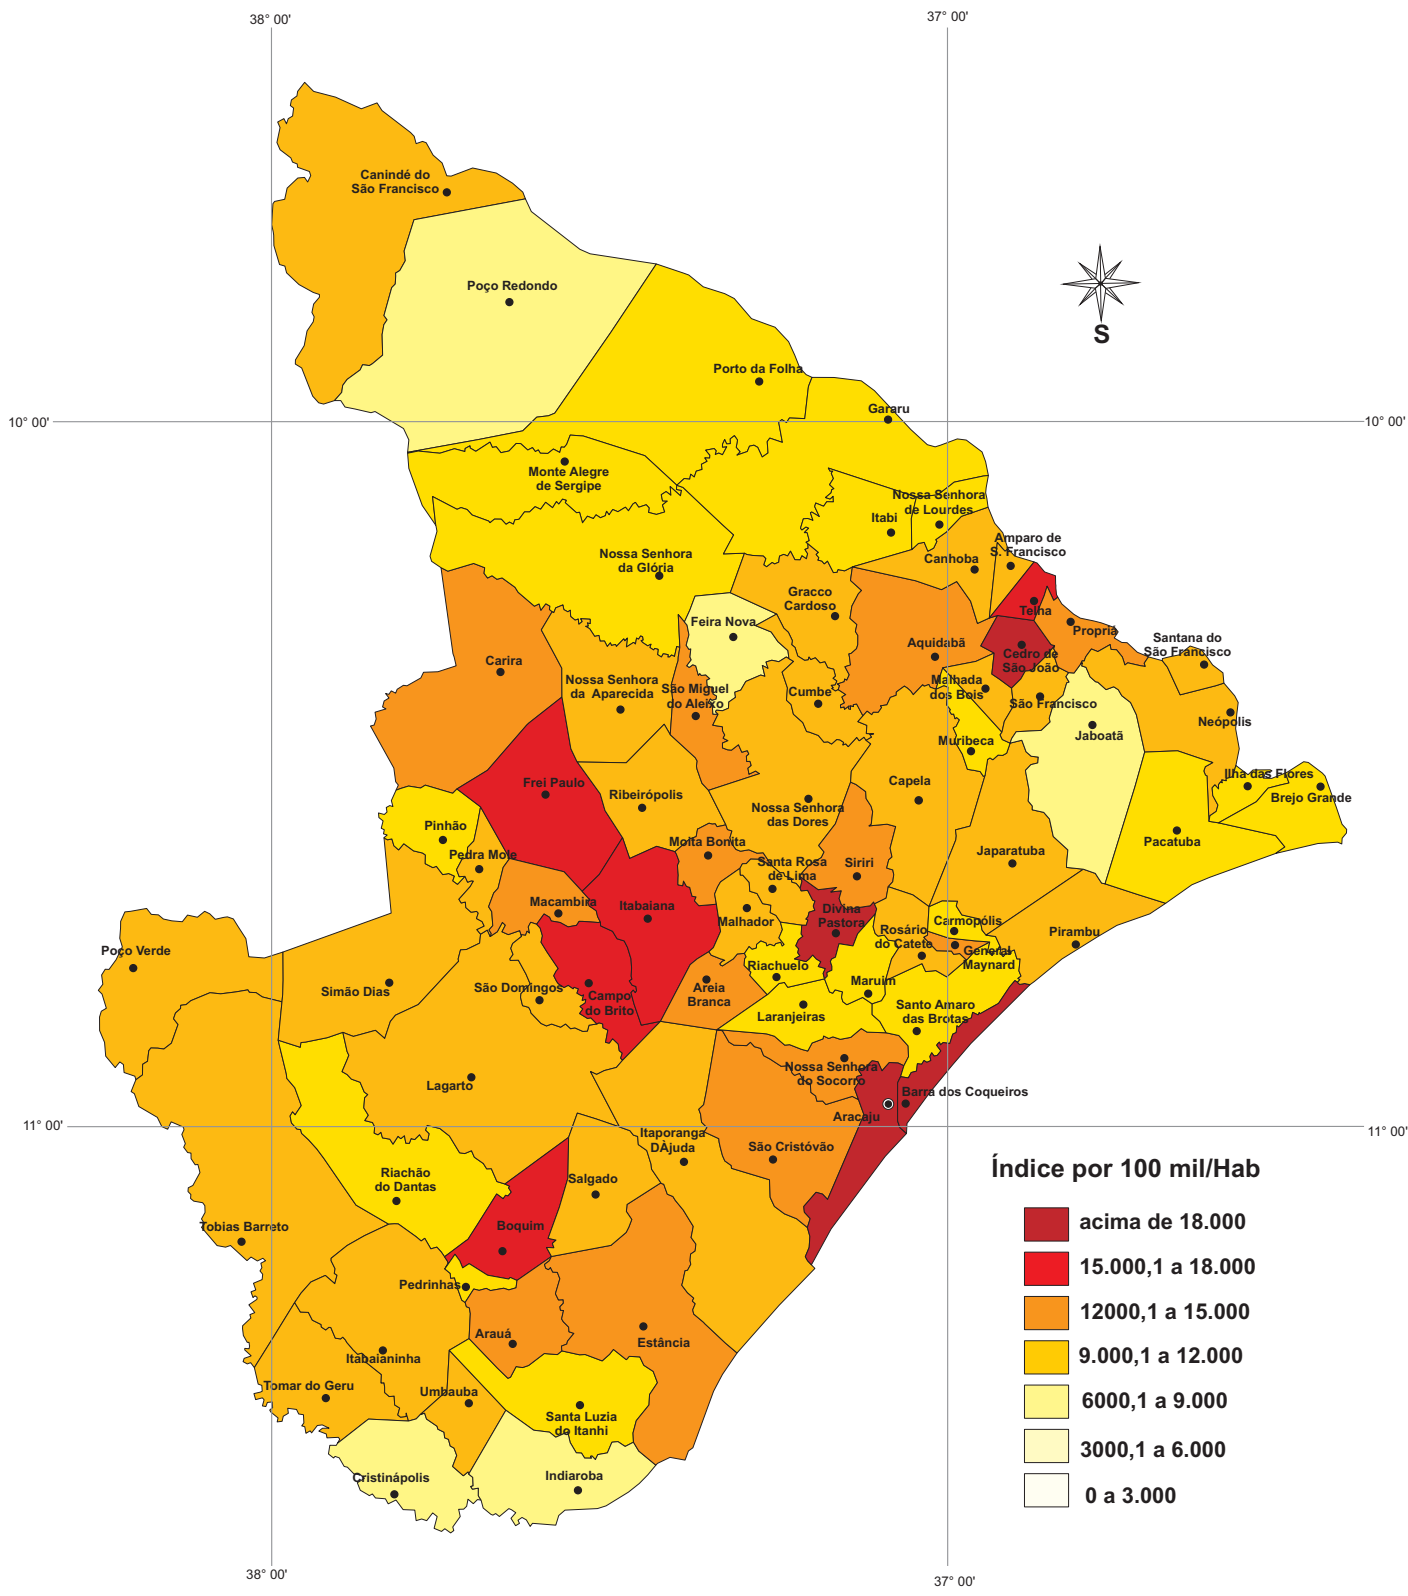 38° 00'
37° 00'
Canindé do
São Francisco
Poço Redondo
S
Porto da Folha
10° 00'
Gararu
10° 00'
Monte Alegre
de Sergipe
Nossa Senhora
de Lourdes
Itabi
Nossa Senhora
da Glória
Canhoba
Amparo de
S. Francisco
Gracco
Cardoso
Telha
Feira Nova
Propriá
Aquidabã
Santana do
São Francisco
Carira
Cedro de
São João
Nossa Senhora
da Aparecida
São Miguel
do Aleixo
Cumbe
Malhada
dos Bois
São Francisco
Neópolis
Jaboatã
Muribeca
Frei Paulo
Ribeirópolis
Capela
Ilha das Flores
Brejo Grande
Nossa Senhora
das Dores
Pinhão
Moita Bonita
Pacatuba
Pedra Mole
Santa Rosa
de Lima
Siriri
Japaratuba
Macambira
Itabaiana
Malhador
Divina
Pastora
Carmopólis
Rosário
do Catete
Pirambu
General
Maynard
Poço Verde
Riachuelo
Simão Dias
São Domingos
Campo
do Brito
Areia
Branca
Maruim
Laranjeiras
Santo Amaro
das Brotas
Nossa Senhora
do Socorro
Lagarto
Barra dos Coqueiros
Aracaju
11° 00'
11° 00'
Itaporanga
DÀjuda
São Cristóvão
Índice por 100 mil/Hab
Riachão
do Dantas
Salgado
acima de 18.000
Tobias Barreto
Boquim
15.000,1 a 18.000
Pedrinhas
12000,1 a 15.000
Arauá
Estância
9.000,1 a 12.000
Itabaianinha
Tomar do Geru
Umbauba
6000,1 a 9.000
Santa Luzia
do Itanhi
3000,1 a 6.000
Cristinápolis
Indiaroba
0 a 3.000
38° 00'
37° 00'